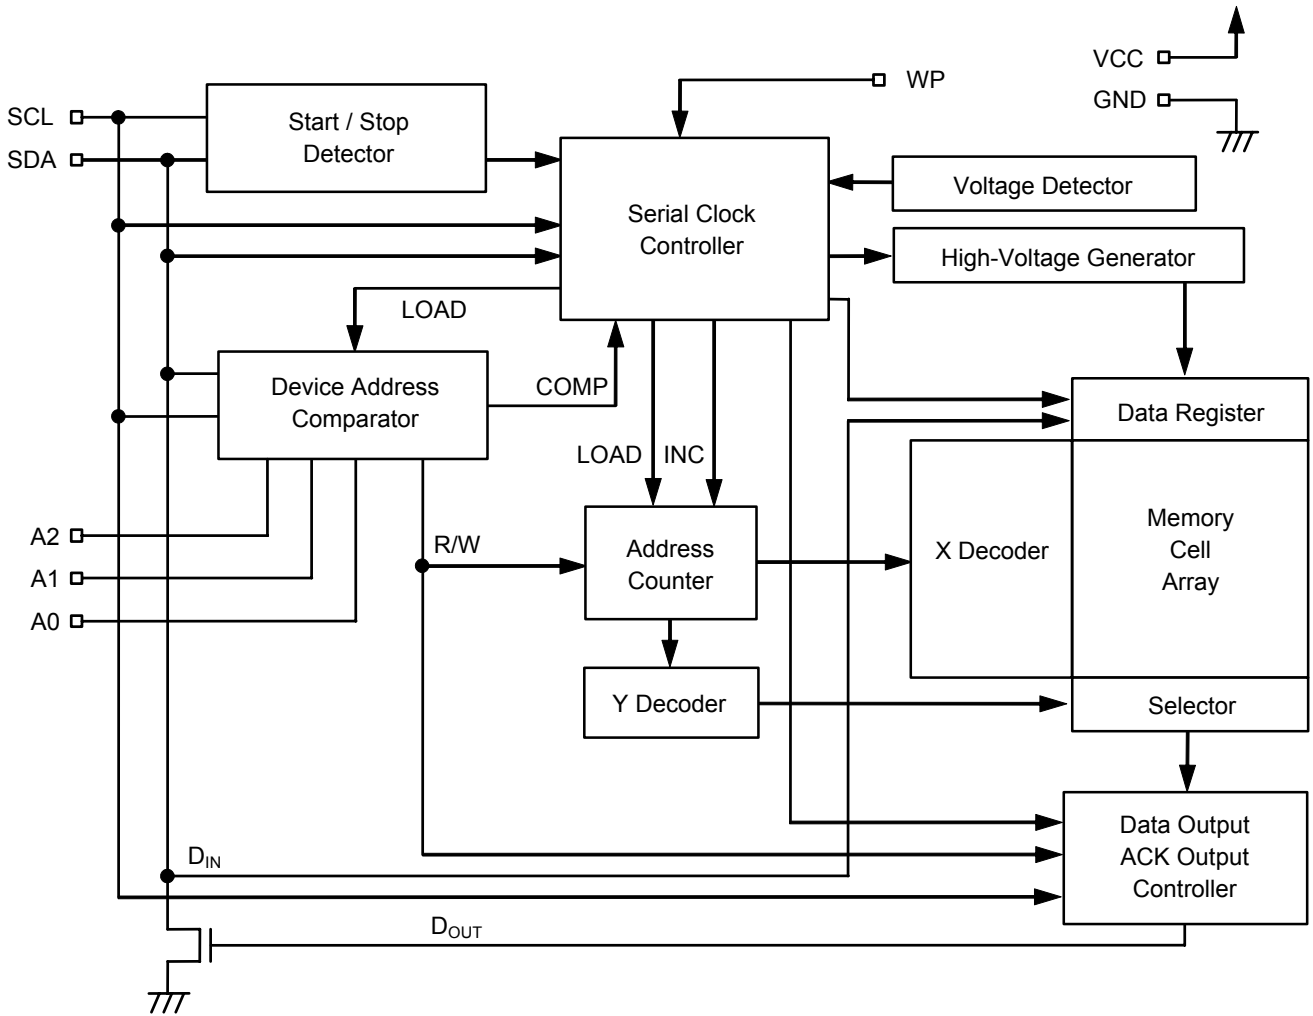 SCL
SDA
Start / Stop
Detector
WP
VCC
GND
Serial Clock
Controller
Voltage Detector
High-Voltage Generator
LOAD
Device Address
Comparator
COMP
LOAD
INC
Data Register
A2
A1
A0
R/W
Address
Counter
X Decoder
Memory
Cell
Array
Y Decoder
Selector
Data Output
ACK Output
Controller
DIN
DOUT